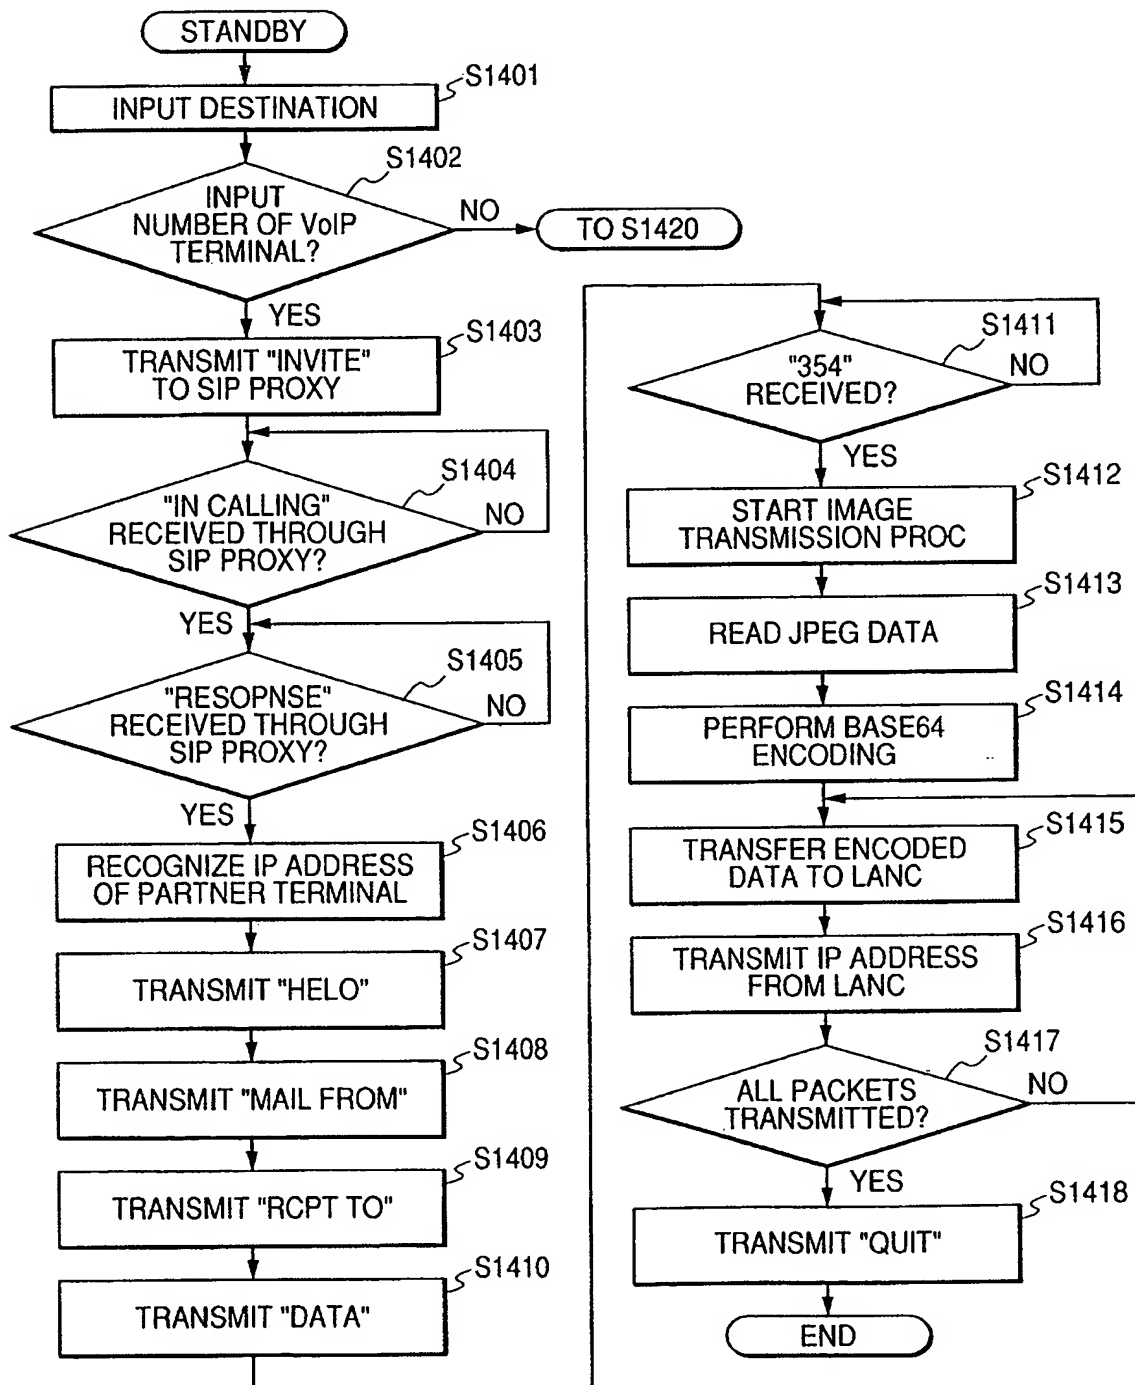 STANDBY
S1401
INPUT DESTINATION
S1402
INPUT
NUMBER OF VoIP
TERMINAL?
NO
TO S1420
YES
S1403
TRANSMIT "INVITE"
TO SIP PROXY
S1404
"IN CALLING"
RECEIVED THROUGH
SIP PROXY?
NO
YES
S1405
"RESOPNSE"
RECEIVED THROUGH
SIP PROXY?
NO
YES
S1406
RECOGNIZE IP ADDRESS
OF PARTNER TERMINAL
S1407
TRANSMIT "HELO"
S1408
TRANSMIT "MAIL FROM"
S1409
TRANSMIT "RCPT TO"
S1410
TRANSMIT "DATA"
S1411
"354"
RECEIVED?
NO
YES
S1412
START IMAGE
TRANSMISSION PROC
S1413
READ JPEG DATA
S1414
PERFORM BASE64
ENCODING
S1415
TRANSFER ENCODED
DATA TO LANC
S1416
TRANSMIT IP ADDRESS
FROM LANC
S1417
ALL PACKETS
TRANSMITTED?
NO
YES
S1418
TRANSMIT "QUIT"
END